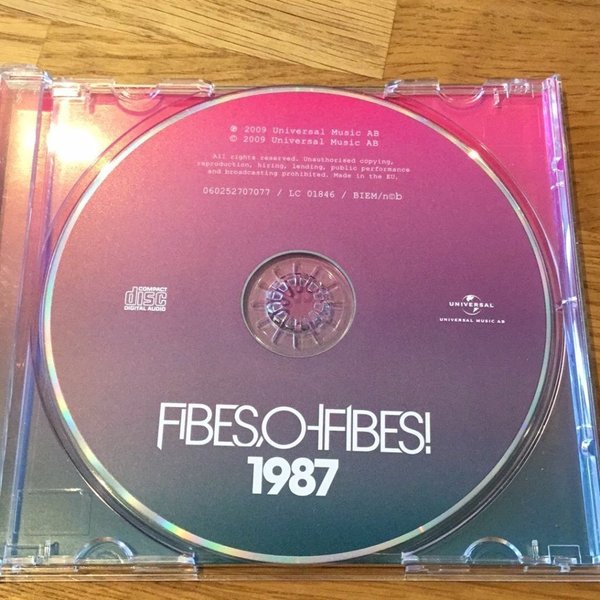 ℗ 2009 Universal Music AB
© 2009 Universal Music AB
All rights reserved. Unauthorised copying,
reproduction, hiring, lending, public performance
and broadcasting prohibited. Made in the EU.
060252707077 / LC 01846 / BIEM/n©b
COMPACT
disc
DIGITAL AUDIO
UNIVERSAL
UNIVERSAL MUSIC AB
FIBES, OH FIBES!
1987